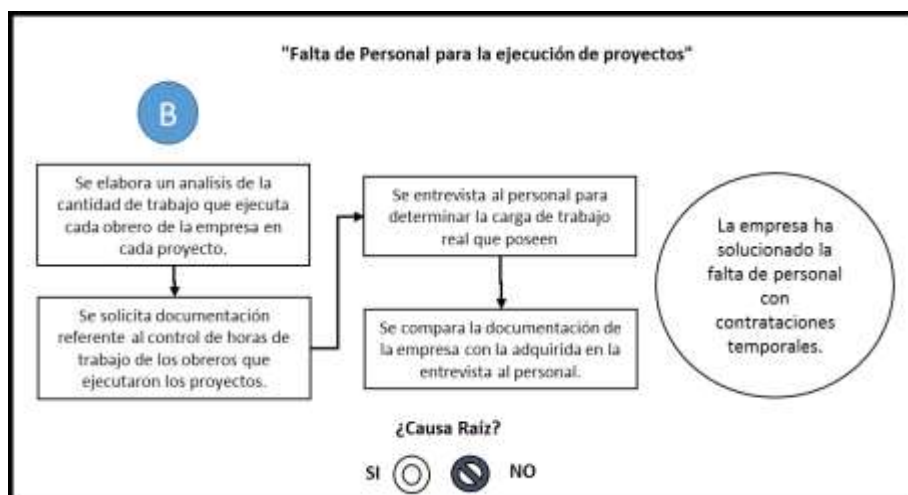 "Falta de Personal para la ejecución de proyectos"
B
Se elabora un analisis de la
cantidad de trabajo que ejecuta
cada obrero de la empresa en
cada proyecto.
Se solicita documentación
referente al control de horas de
trabajo de los obreros que
ejecutaron los proyectos.
Se entrevista al personal para
determinar la carga de trabajo
real que poseen
Se compara la documentación de
la empresa con la adquirida en la
entrevista al personal.
La empresa ha
solucionado la
falta de personal
con
contrataciones
temporales.
¿Causa Raíz?
SI NO